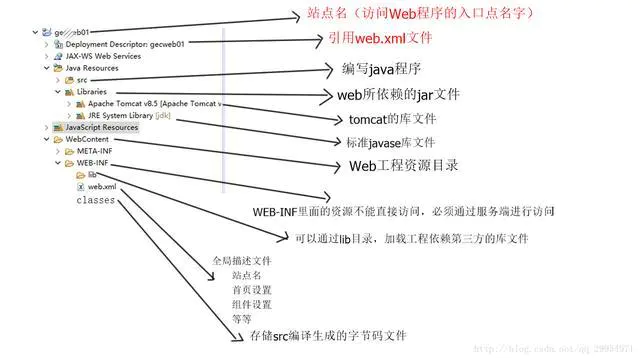 站点名（访问Web程序的入口点名字）
gecweb01
引用web.xml文件
Deployment Descriptor: gecweb01
JAX-WS Web Services
Java Resources
编写java程序
src
Libraries
web所依赖的jar文件
Apache Tomcat v8.5 [Apache Tomcat v
tomcat的库文件
JRE System Library [jdk]
JavaScript Resources
标准javase库文件
WebContent
META-INF
Web工程资源目录
WEB-INF
lib
web.xml
classes
WEB-INF里面的资源不能直接访问，必须通过服务端进行访问
可以通过lib目录，加载工程依赖第三方的库文件
全局描述文件
站点名
首页设置
组件设置
等等
存储src编译生成的字节码文件